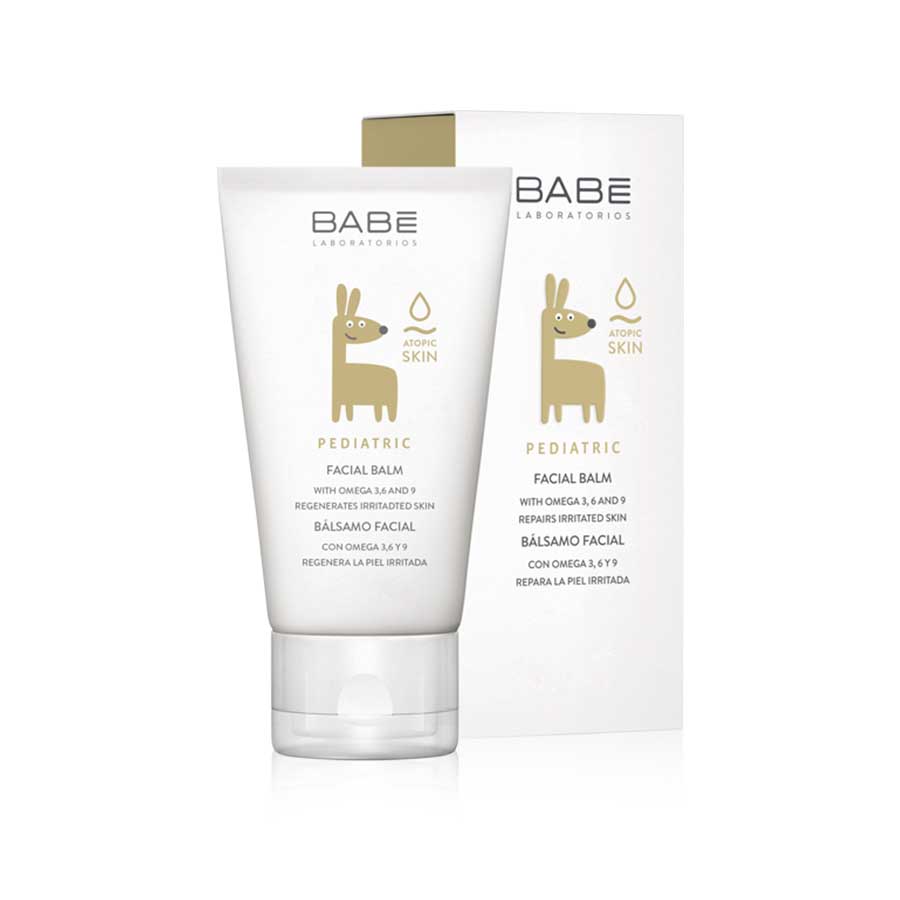 BABĒ
LABORATORIOS
ATOPIC
SKIN
PEDIATRIC
FACIAL BALM
WITH OMEGA 3,6 AND 9
REGENERATES IRRITADTED SKIN
BÁLSAMO FACIAL
CON OMEGA 3,6 Y 9
REGENERA LA PIEL IRRITADA
BABĒ
LABORATORIOS
ATOPIC
SKIN
PEDIATRIC
FACIAL BALM
WITH OMEGA 3, 6 AND 9
REPAIRS IRRITATED SKIN
BÁLSAMO FACIAL
CON OMEGA 3, 6 Y 9
REPARA LA PIEL IRRITADA